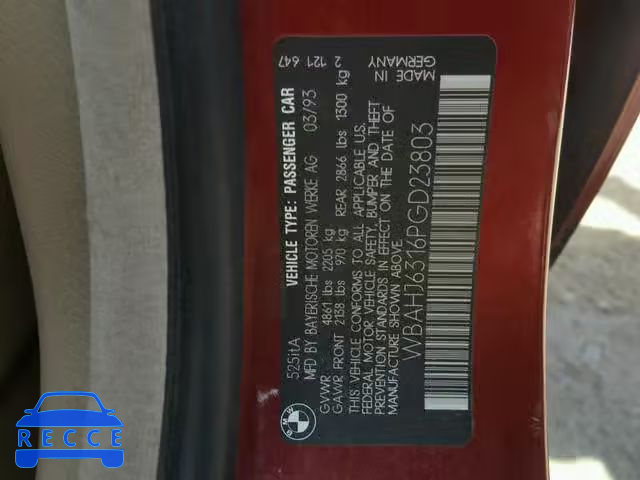 525itA
VEHICLE TYPE: PASSENGER CAR
MFD BY BAYERISCHE MOTOREN WERKE AG 03/93
GVWR 4861 lbs 2205 kg 2 121 647
GAWR FRONT 2138 lbs 970 kg REAR 2866 lbs 1300 kg
THIS VEHICLE CONFORMS TO ALL APPLICABLE U.S.
FEDERAL MOTOR VEHICLE SAFETY, BUMPER AND THEFT
PREVENTION STANDARDS IN EFFECT ON THE DATE OF
MANUFACTURE SHOWN ABOVE.
MADE IN
GERMANY
WBAHJ6316PGD23803
BMW
RECCE